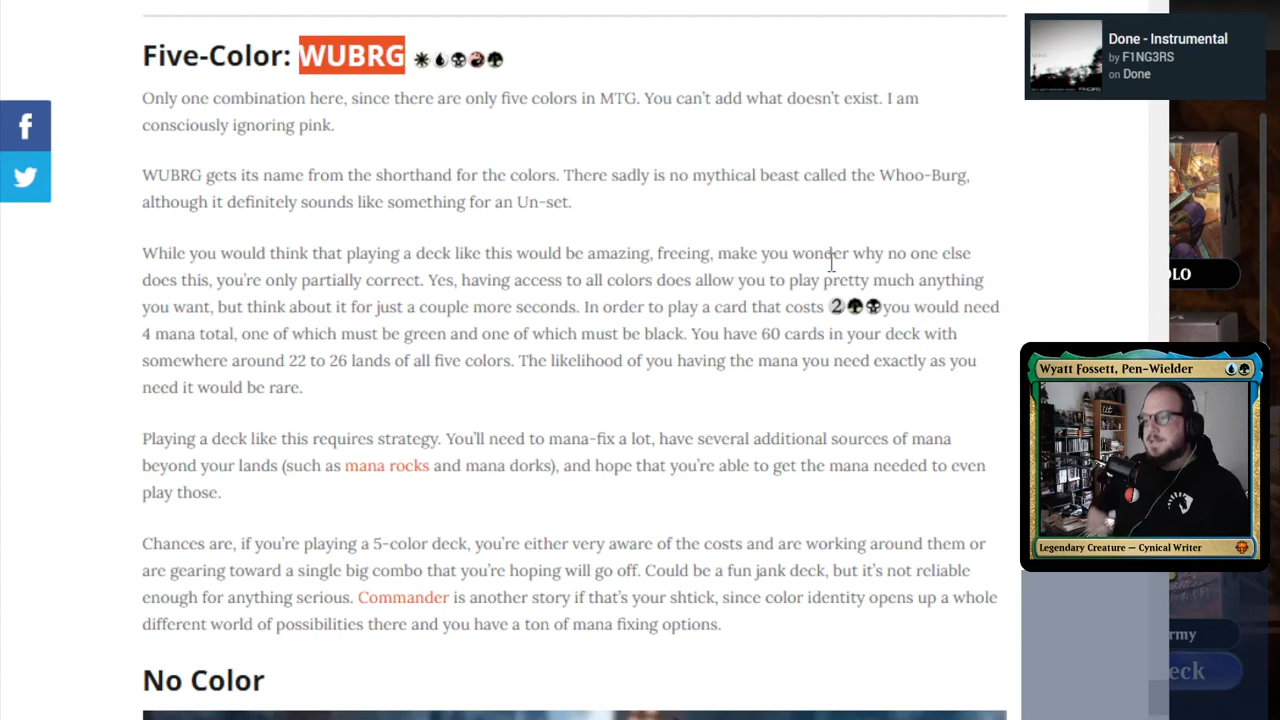 Five-Color: WUBRG
Only one combination here, since there are only five colors in MTG. You can't add what doesn't exist. I am
consciously ignoring pink.
WUBRG gets its name from the shorthand for the colors. There sadly is no mythical beast called the Whoo-Burg,
although it definitely sounds like something for an Un-set.
While you would think that playing a deck like this would be amazing, freeing, make you wonder why no one else
does this, you're only partially correct. Yes, having access to all colors does allow you to play pretty much anything
you want, but think about it for just a couple more seconds. In order to play a card that costs 2 you would need
4 mana total, one of which must be green and one of which must be black. You have 60 cards in your deck with
somewhere around 22 to 26 lands of all five colors. The likelihood of you having the mana you need exactly as you
need it would be rare.
Playing a deck like this requires strategy. You'll need to mana-fix a lot, have several additional sources of mana
beyond your lands (such as mana rocks and mana dorks), and hope that you're able to get the mana needed to even
play those.
Chances are, if you're playing a 5-color deck, you're either very aware of the costs and are working around them or
are gearing toward a single big combo that you're hoping will go off. Could be a fun jank deck, but it's not reliable
enough for anything serious. Commander is another story if that's your shtick, since color identity opens up a whole
different world of possibilities there and you have a ton of mana fixing options.
No Color
Done - Instrumental
by F1NG3RS
on Done
OLO
Wyatt Fossett, Pen-Wielder
Legendary Creature — Cynical Writer
rmy
eck